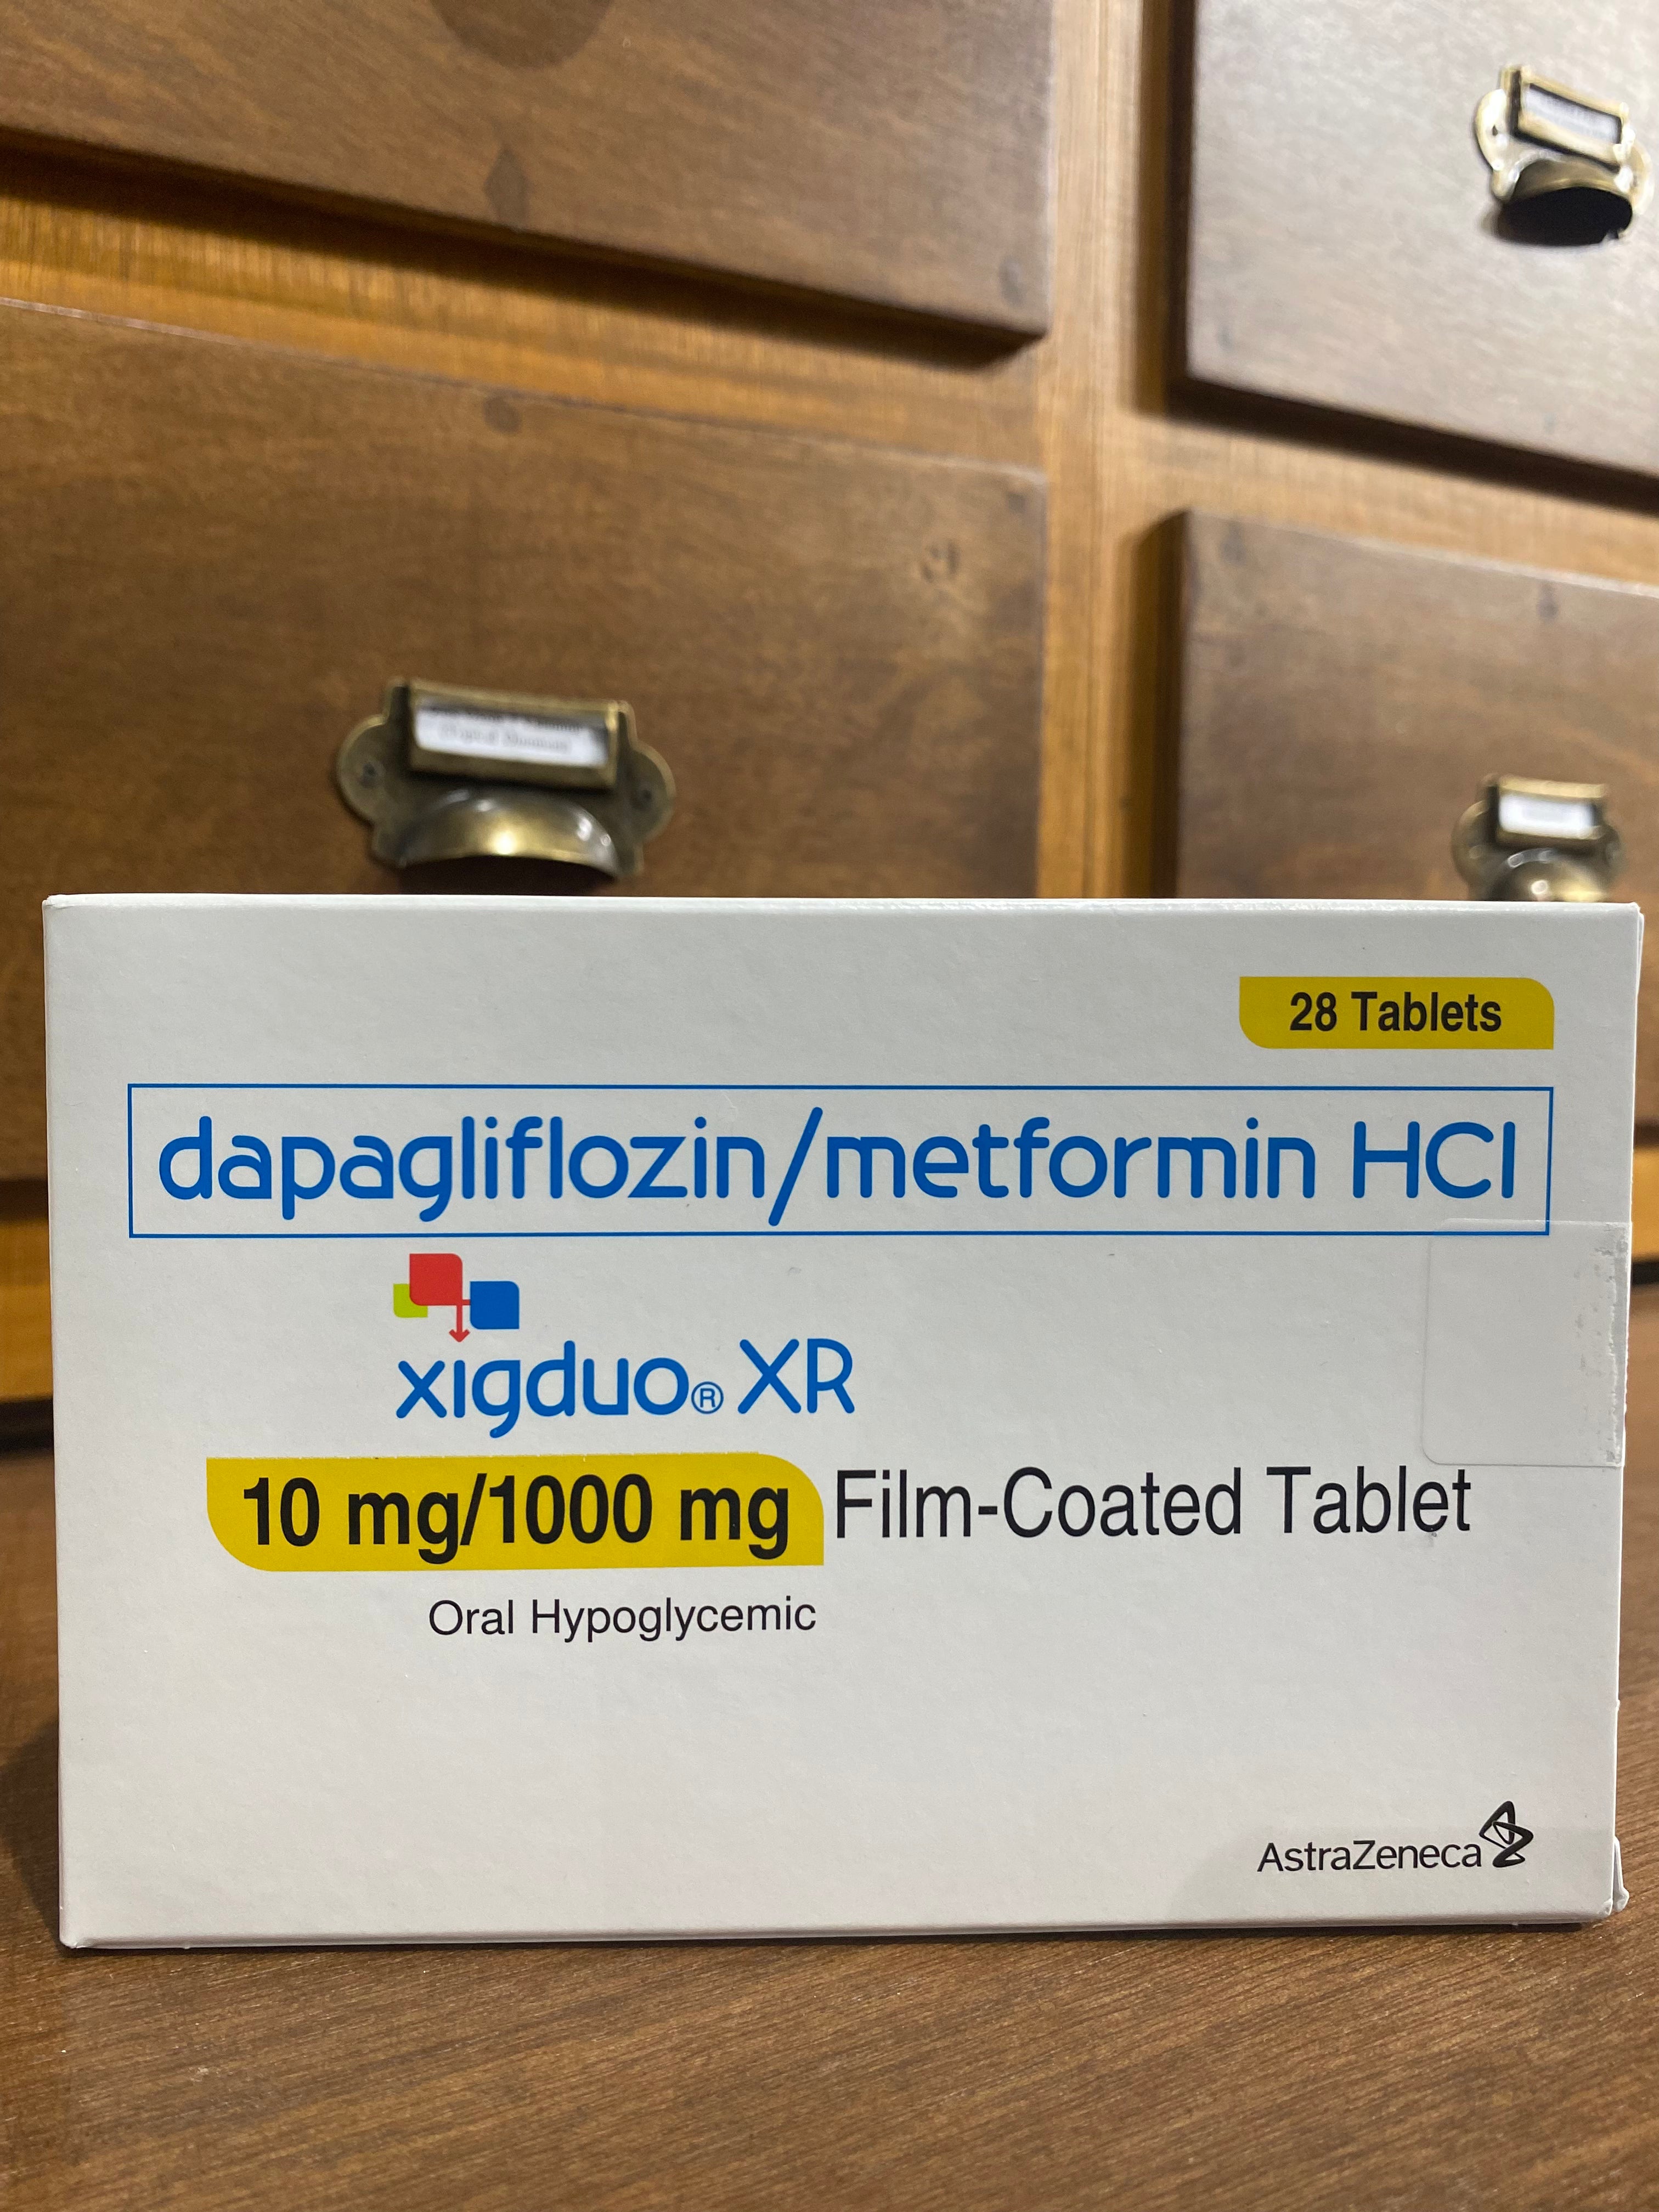 28 Tablets
dapagliflozin/metformin HCl
xigduo® XR
10 mg/1000 mg Film-Coated Tablet
Oral Hypoglycemic
AstraZeneca